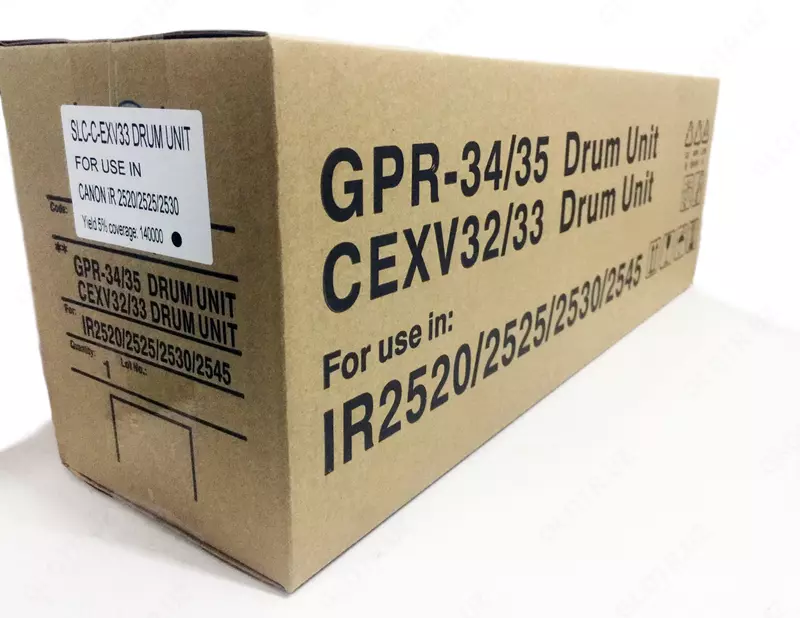 SLC-C-EXV33 DRUM UNIT
FOR USE IN
CANON iR 2520/2525/2530
Yield 5% coverage: 140000
Code:
** GPR-34/35 DRUM UNIT
CEXV32/33 DRUM UNIT
For:
IR2520/2525/2530/2545
Quantity: 1 Lot No.:
GPR-34/35 Drum Unit
CEXV32/33 Drum Unit
For use in:
IR2520/2525/2530/2545